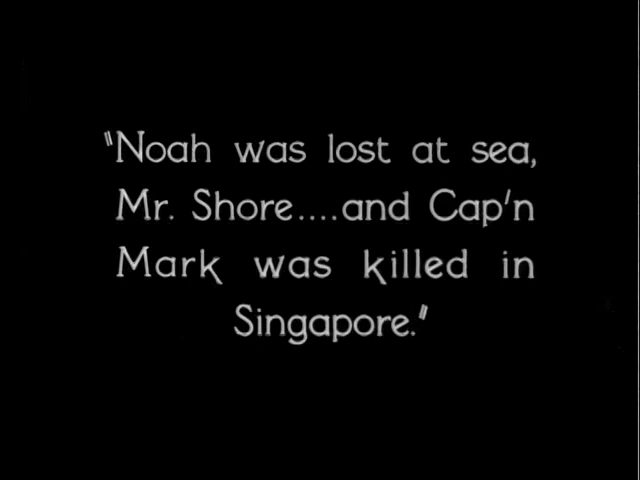 "Noah was lost at sea,
Mr. Shore....and Cap'n
Mark was killed in
Singapore."